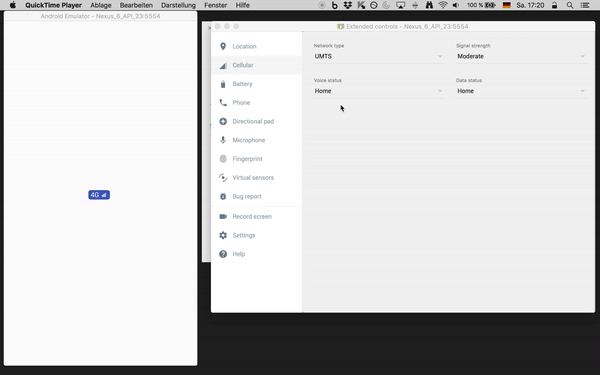 QuickTime Player Ablage Bearbeiten Darstellung Fenster Hilfe 100 % Sa. 17:20
Android Emulator - Nexus_6_API_23:5554
Extended controls - Nexus_6_API_23:5554
Location
Cellular
Battery
Phone
Directional pad
Microphone
Fingerprint
Virtual sensors
Bug report
Record screen
Settings
Help
Network type
UMTS
Signal strength
Moderate
Voice status
Home
Data status
Home
4G